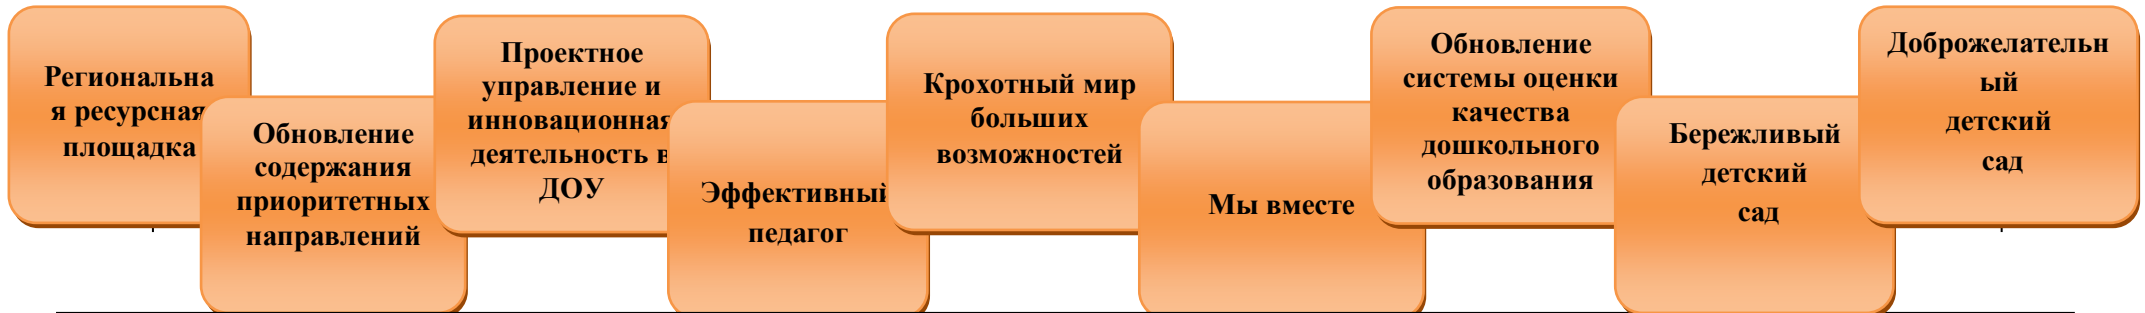 Региональна
я ресурсная
площадка
Обновление
содержания
приоритетных
направлений
Проектное
управление и
инновационная
деятельность в
ДОУ
Эффективный
педагог
Крохотный мир
больших
возможностей
Мы вместе
Обновление
системы оценки
качества
дошкольного
образования
Бережливый
детский
сад
Доброжелательн
ый
детский
сад